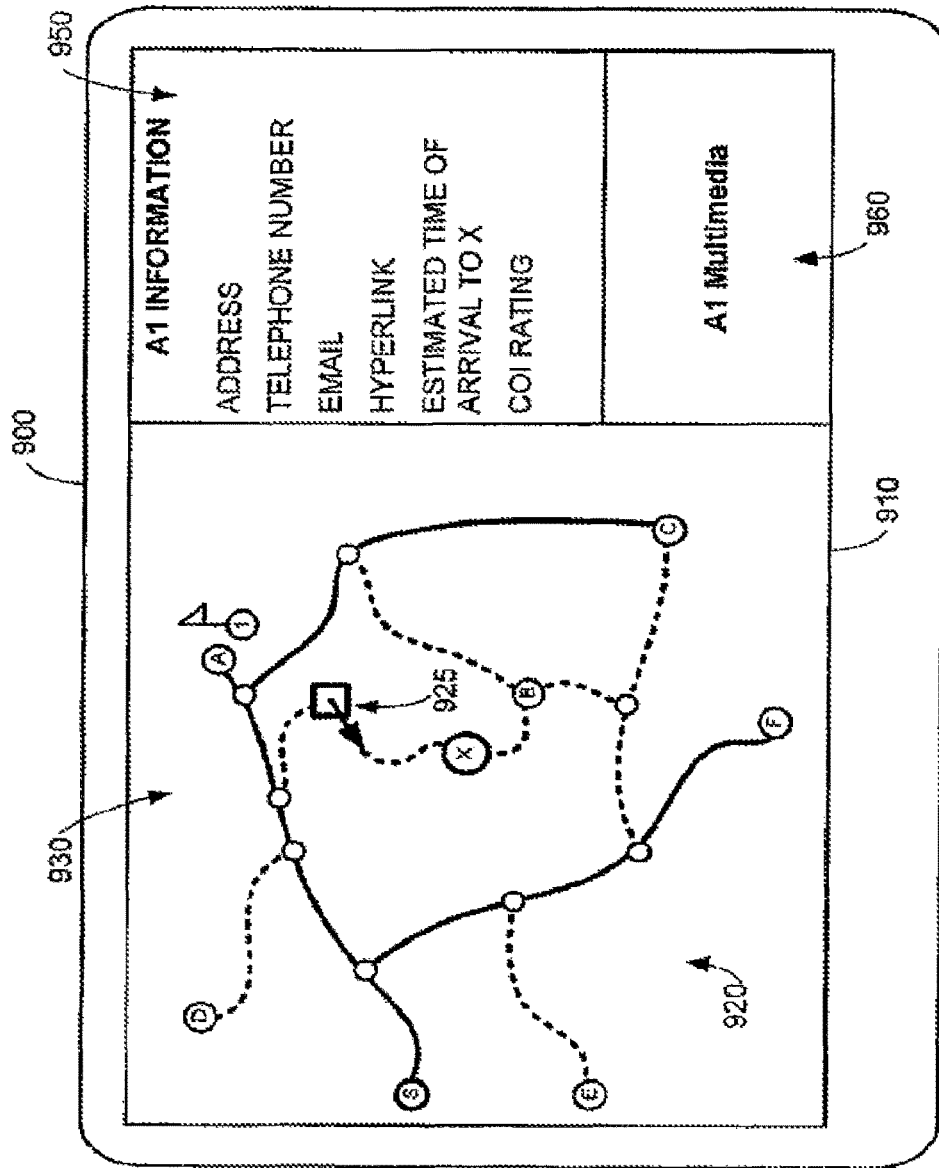 900
950
930
A1 INFORMATION
ADDRESS
TELEPHONE NUMBER
EMAIL
HYPERLINK
ESTIMATED TIME OF
ARRIVAL TO X
COI RATING
A1 Multimedia
960
D
A
1
925
X
S
B
C
E
F
920
910